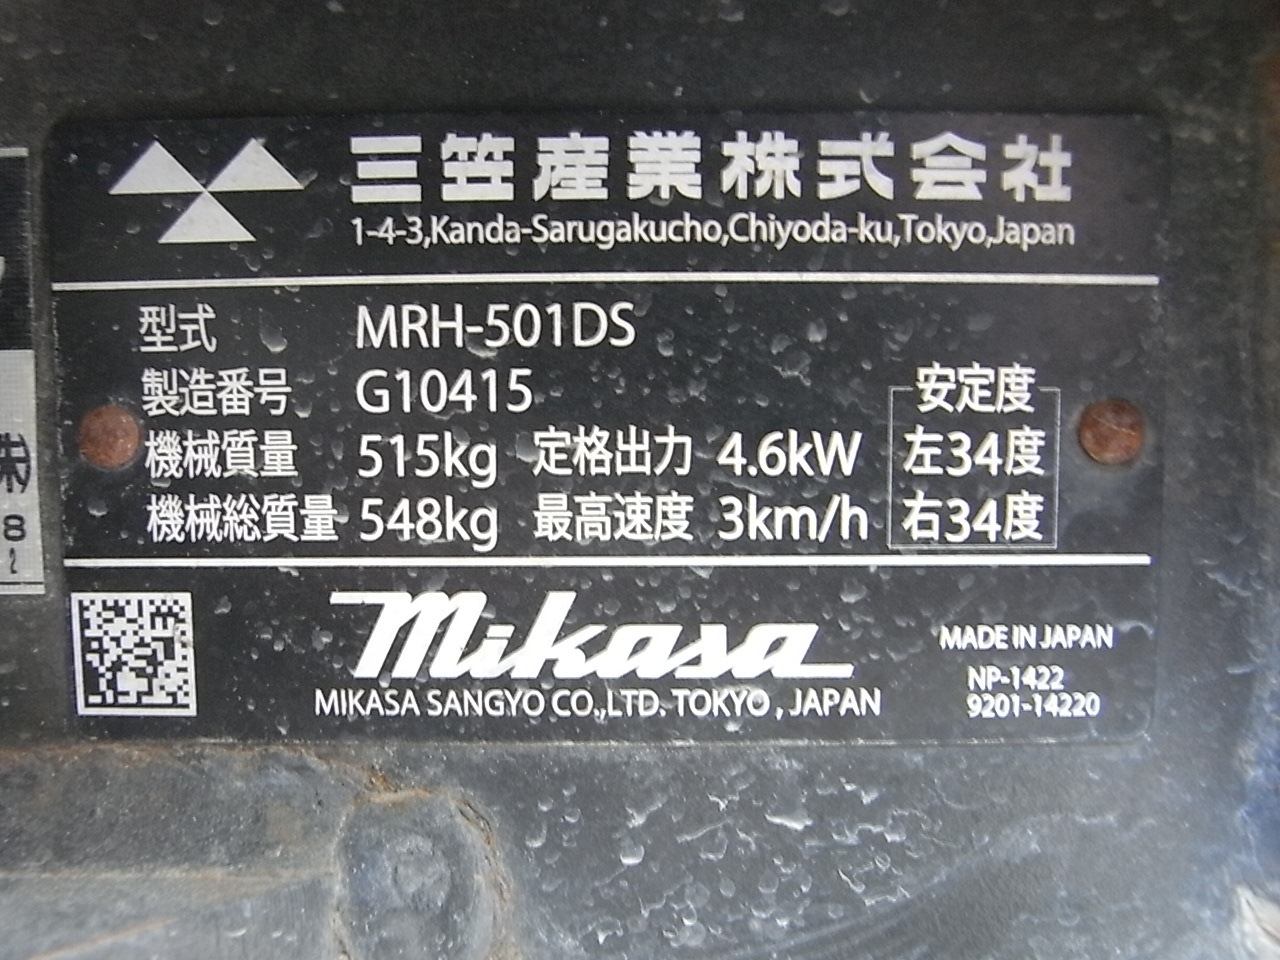 三笠産業株式会社
1-4-3,Kanda-Sarugakucho,Chiyoda-ku,Tokyo,Japan
型式 MRH-501DS
製造番号 G10415
機械質量 515kg 定格出力 4.6kW
機械総質量 548kg 最高速度 3km/h
安定度
左34度
右34度
mikasa
MIKASA SANGYO CO.,LTD. TOKYO, JAPAN
MADE IN JAPAN
NP-1422
9201-14220
株
8